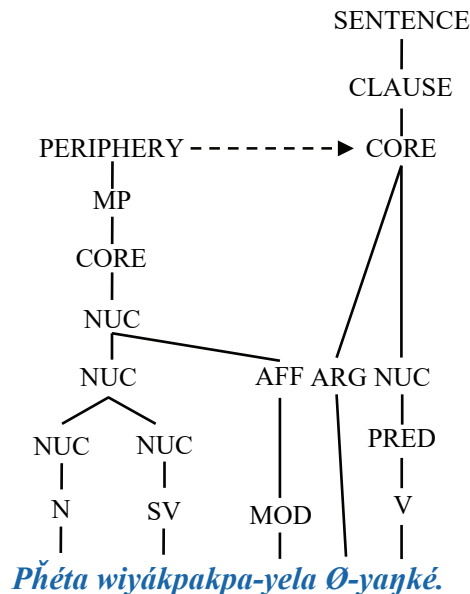 SENTENCE
CLAUSE
PERIPHERY CORE
MP
CORE
NUC
NUC AFF ARG NUC
NUC NUC PRED
N SV MOD V
Pȟéta wiyákpakpa-yela Ø-yaŋké.